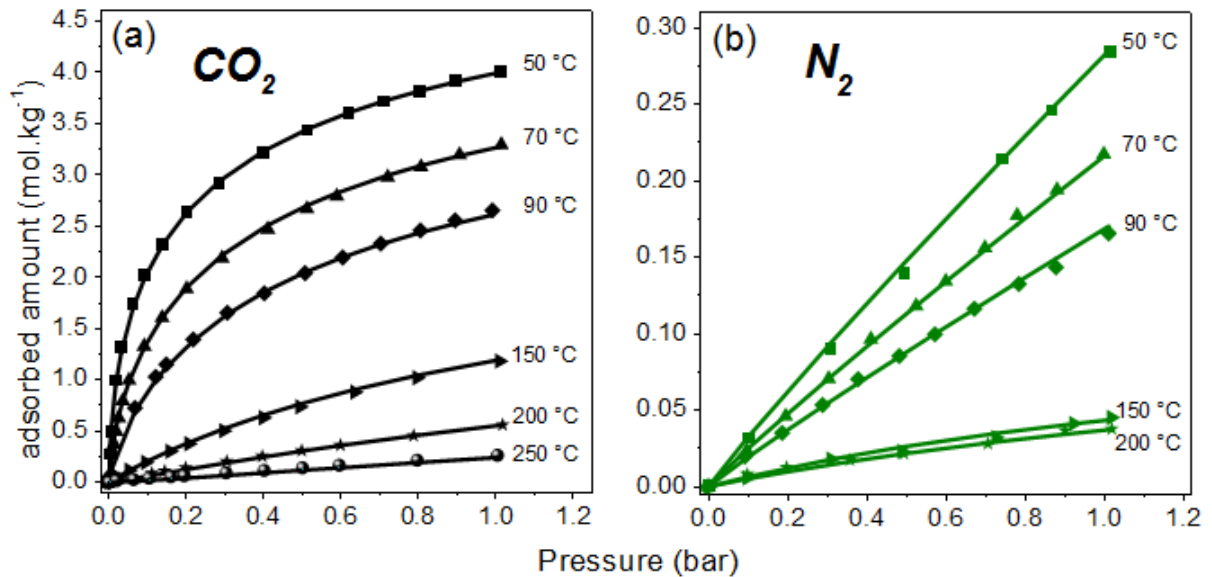 (a)
CO2
adsorbed amount (mol.kg-1)
4.5
4.0
3.5
3.0
2.5
2.0
1.5
1.0
0.5
0.0
50 °C
70 °C
90 °C
150 °C
200 °C
250 °C
0.0 0.2 0.4 0.6 0.8 1.0 1.2
(b)
N2
0.30
0.25
0.20
0.15
0.10
0.05
0.00
50 °C
70 °C
90 °C
150 °C
200 °C
0.0 0.2 0.4 0.6 0.8 1.0 1.2
Pressure (bar)